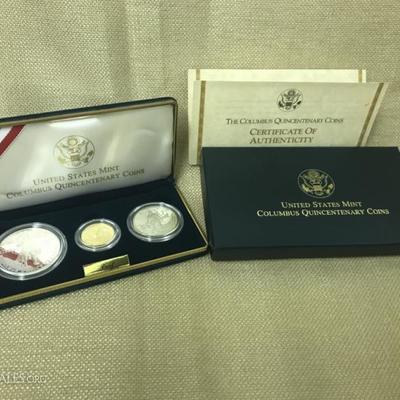 THE COLUMBUS QUINCENTENARY COINS
CERTIFICATE OF
AUTHENTICITY
UNITED STATES MINT
COLUMBUS QUINCENTENARY COINS
UNITED STATES MINT
COLUMBUS QUINCENTENARY COINS